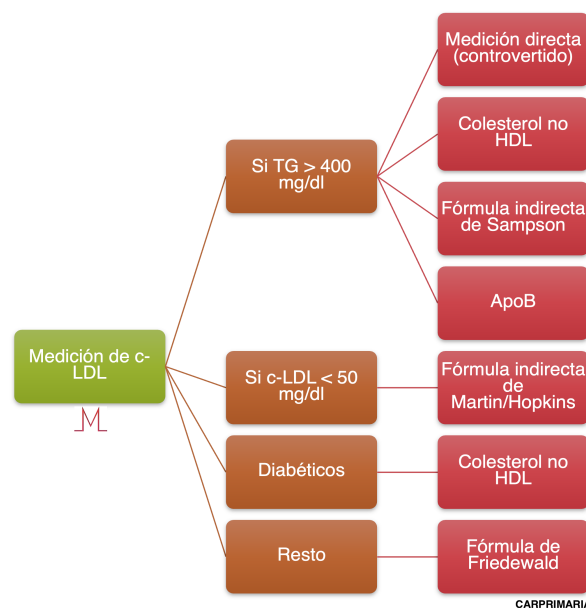 Medición directa
(controvertido)
Colesterol no
HDL
Si TG > 400
mg/dl
Fórmula indirecta
de Sampson
ApoB
Medición de c-
LDL
Si c-LDL < 50
mg/dl
Fórmula indirecta
de
Martin/Hopkins
Diabéticos
Colesterol no
HDL
Resto
Fórmula de
Friedewald
CARPRIMARIA